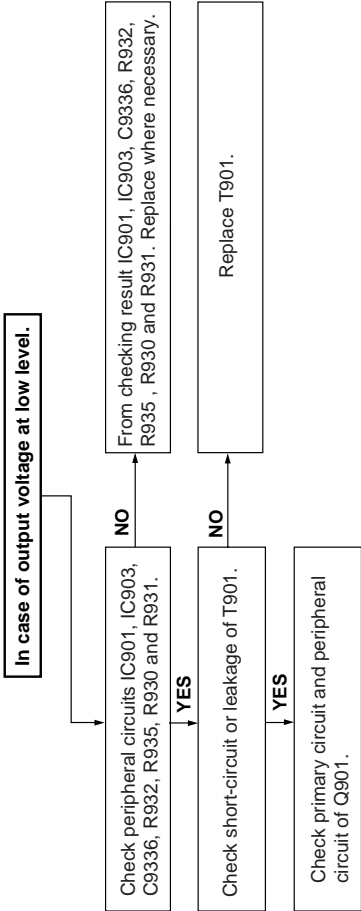 In case of output voltage at low level.
Check peripheral circuits IC901, IC903,
C9336, R932, R935, R930 and R931.
NO
From checking result IC901, IC903, C9336, R932,
R935 , R930 and R931. Replace where necessary.
YES
Check short-circuit or leakage of T901.
NO
Replace T901.
YES
Check primary circuit and peripheral
circuit of Q901.